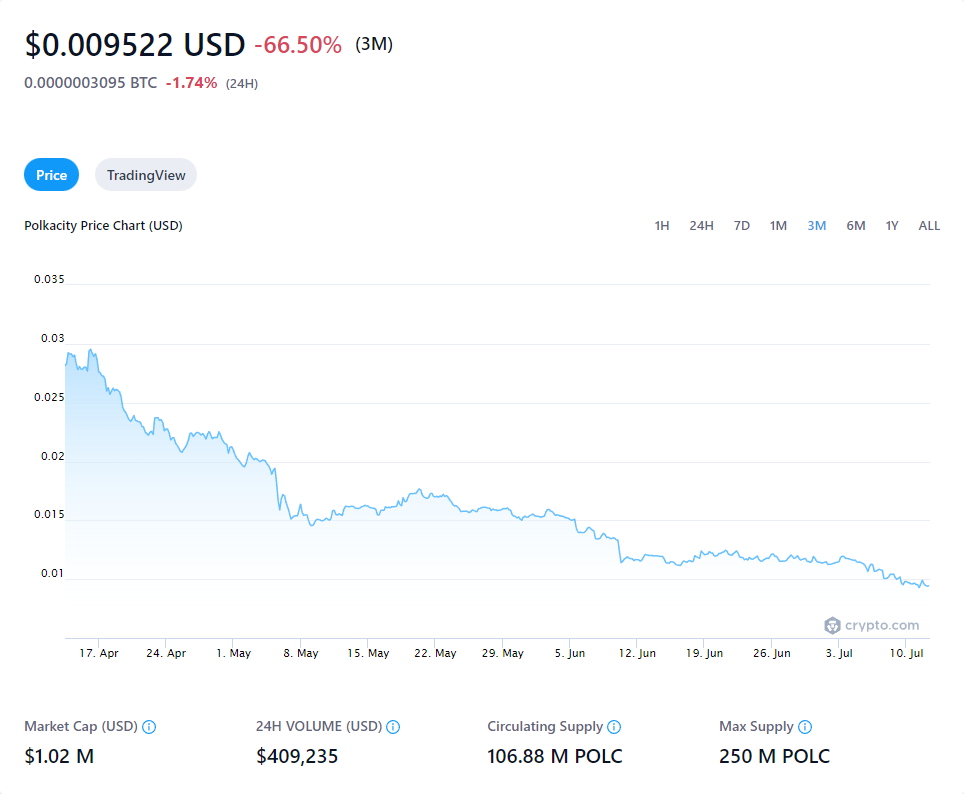 $0.009522 USD -66.50% (3M)
0.0000003095 BTC -1.74% (24H)
Price TradingView
Polkacity Price Chart (USD) 1H 24H 7D 1M 3M 6M 1Y ALL
0.035
0.03
0.025
0.02
0.015
0.01
crypto.com
17. Apr 24. Apr 1. May 8. May 15. May 22. May 29. May 5. Jun 12. Jun 19. Jun 26. Jun 3. Jul 10. Jul
Market Cap (USD) 24H VOLUME (USD) Circulating Supply Max Supply
$1.02 M $409,235 106.88 M POLC 250 M POLC